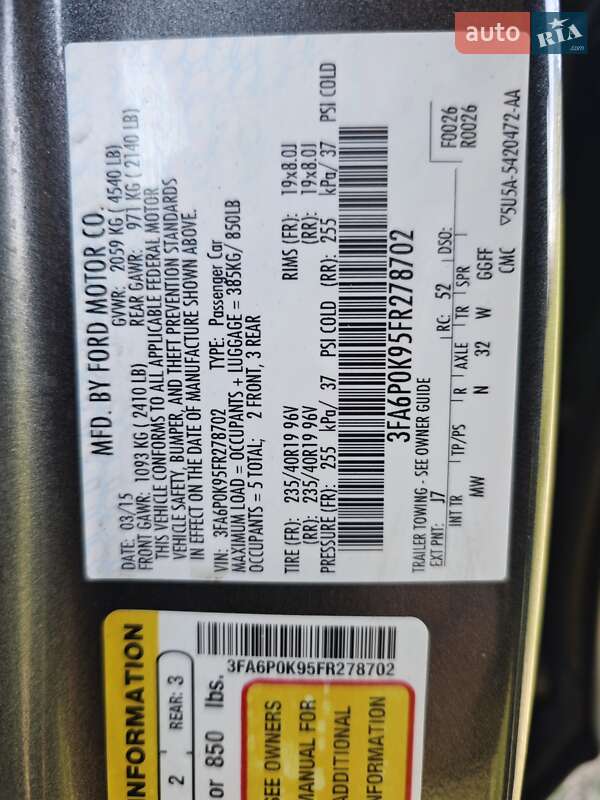 auto RIA.com
MFD. BY FORD MOTOR CO.
DATE: 03/15 GVWR: 2059 KG ( 4540 LB)
FRONT GAWR: 1093 KG ( 2410 LB) REAR GAWR: 971 KG ( 2140 LB)
THIS VEHICLE CONFORMS TO ALL APPLICABLE FEDERAL MOTOR
VEHICLE SAFETY, BUMPER, AND THEFT PREVENTION STANDARDS
IN EFFECT ON THE DATE OF MANUFACTURE SHOWN ABOVE.
VIN: 3FA6P0K95FR278702 TYPE: Passenger Car
MAXIMUM LOAD = OCCUPANTS + LUGGAGE = 385KG/ 850LB
OCCUPANTS = 5 TOTAL; 2 FRONT, 3 REAR
TIRE (FR): 235/40R19 96V RIMS (FR): 19x8.0J
(RR): 235/40R19 96V (RR): 19x8.0J
PRESSURE (FR): 255 kPa/ 37 PSI COLD (RR): 255 kPa/ 37 PSI COLD
3FA6P0K95FR278702
TRAILER TOWING - SEE OWNER GUIDE F0026
R0026
EXT PNT: J7 RC: 52 DSO:
INT TR TP/PS R AXLE TR SPR
MW N 32 W GGFF
CMC ▽5U5A-5420472-AA
INFORMATION
2 REAR: 3
or 850 lbs.
3FA6P0K95FR278702
SEE OWNERS
MANUAL FOR
ADDITIONAL
INFORMATION